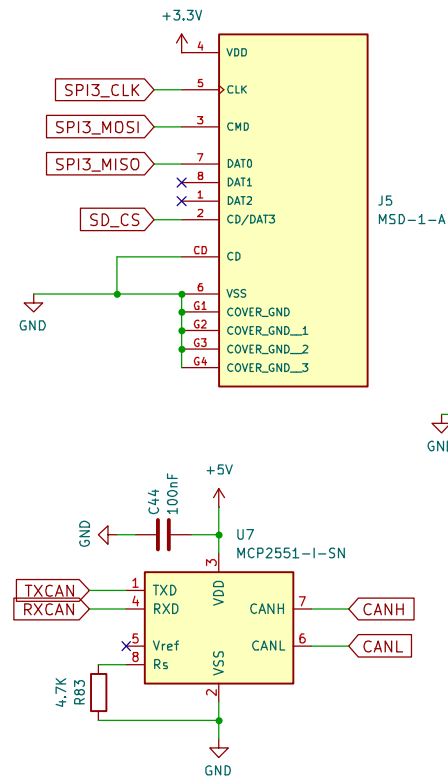 +3.3V
4 VDD
SPI3_CLK 5 CLK
SPI3_MOSI 3 CMD
SPI3_MISO 7 DAT0
8 DAT1
1 DAT2
SD_CS 2 CD/DAT3
J5
MSD-1-A
CD CD
6 VSS
G1 COVER_GND
G2 COVER_GND__1
G3 COVER_GND__2
G4 COVER_GND__3
GND
GND
+5V
C44
100nF
GND
U7
MCP2551-I-SN
3
VDD
TXCAN 1 TXD
RXCAN 4 RXD
CANH 7 CANH
5 Vref
CANL 6 CANL
8 Rs
VSS
2
4.7K
R83
GND